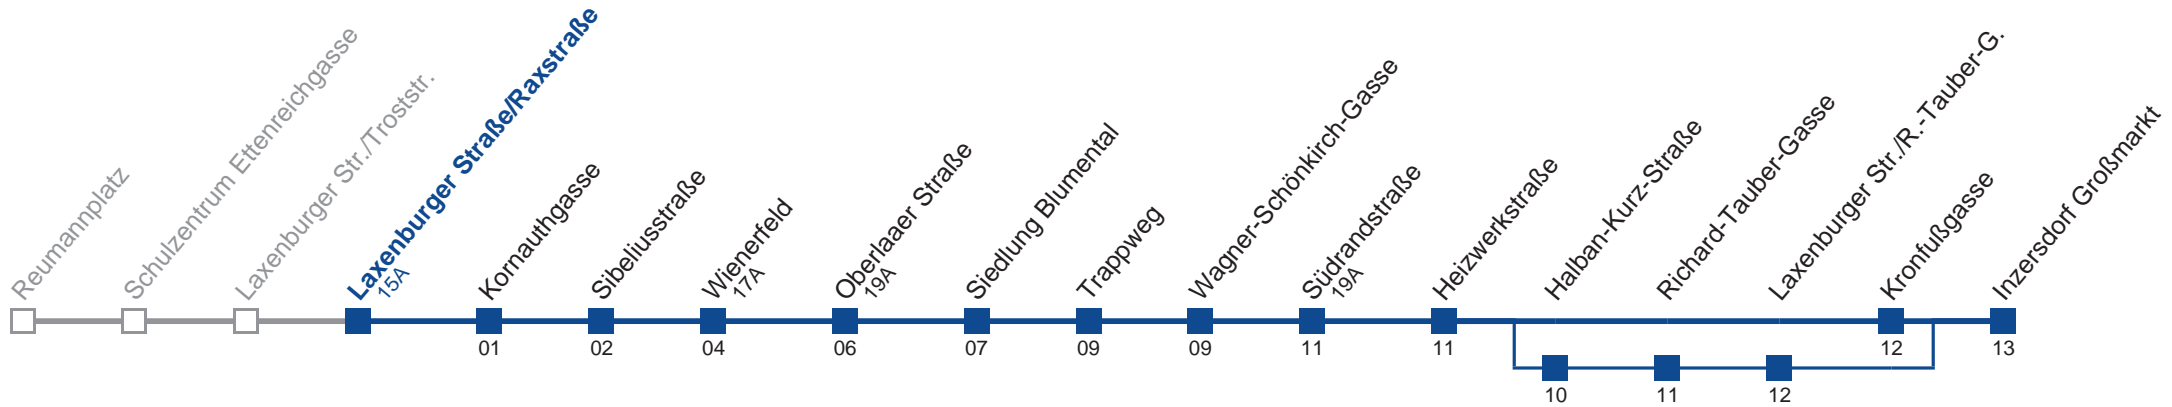 Reumannplatz
Schulzentrum Ettenreichgasse
Laxenburger Str./Troststr.
Laxenburger Straße/Raxstraße
15A
Kornauthgasse
Sibeliusstraße
Wienerfeld
17A
Oberlaaer Straße
19A
Siedlung Blumental
Trappweg
Wagner-Schönkirch-Gasse
Südrandstraße
19A
Heizwerkstraße
Halban-Kurz-Straße
Richard-Tauber-Gasse
Laxenburger Str./R.-Tauber-G.
Kronfußgasse
Inzersdorf Großmarkt
01 02 04 06 07 09 09 11 11 12 13
10 11 12